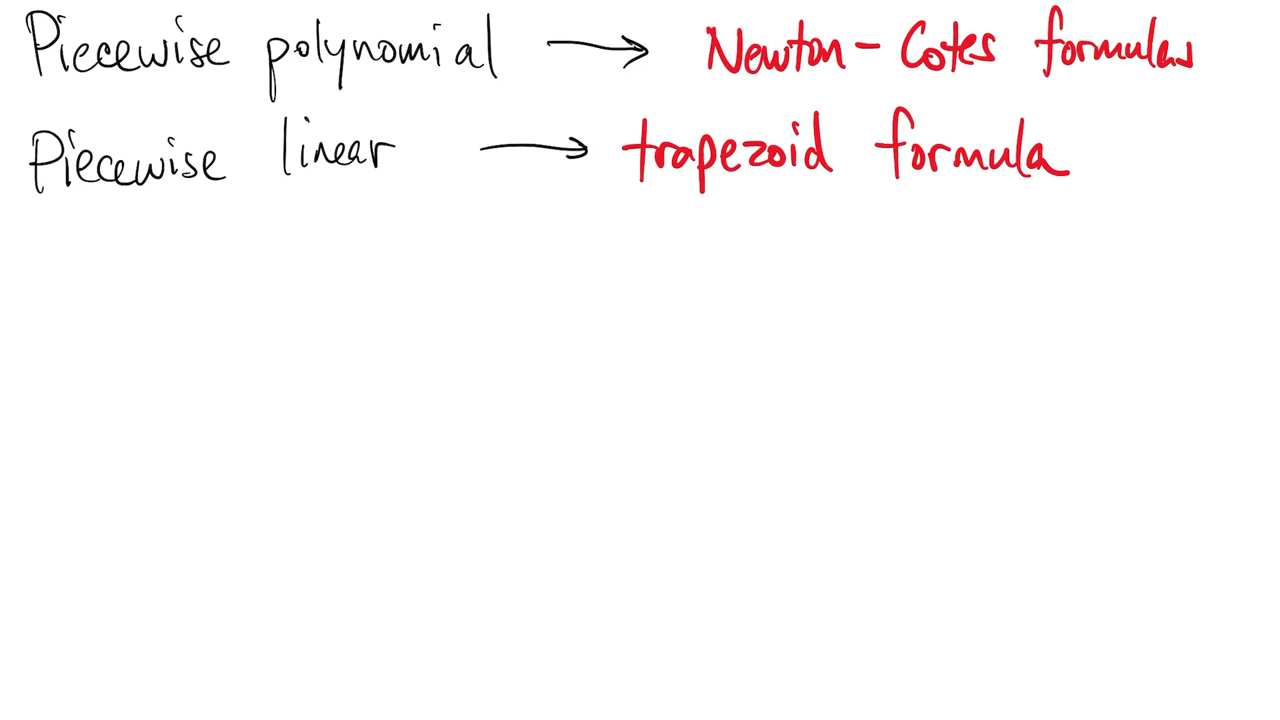 Piecewise polynomial → Newton-Cotes formulas
Piecewise linear → trapezoid formula